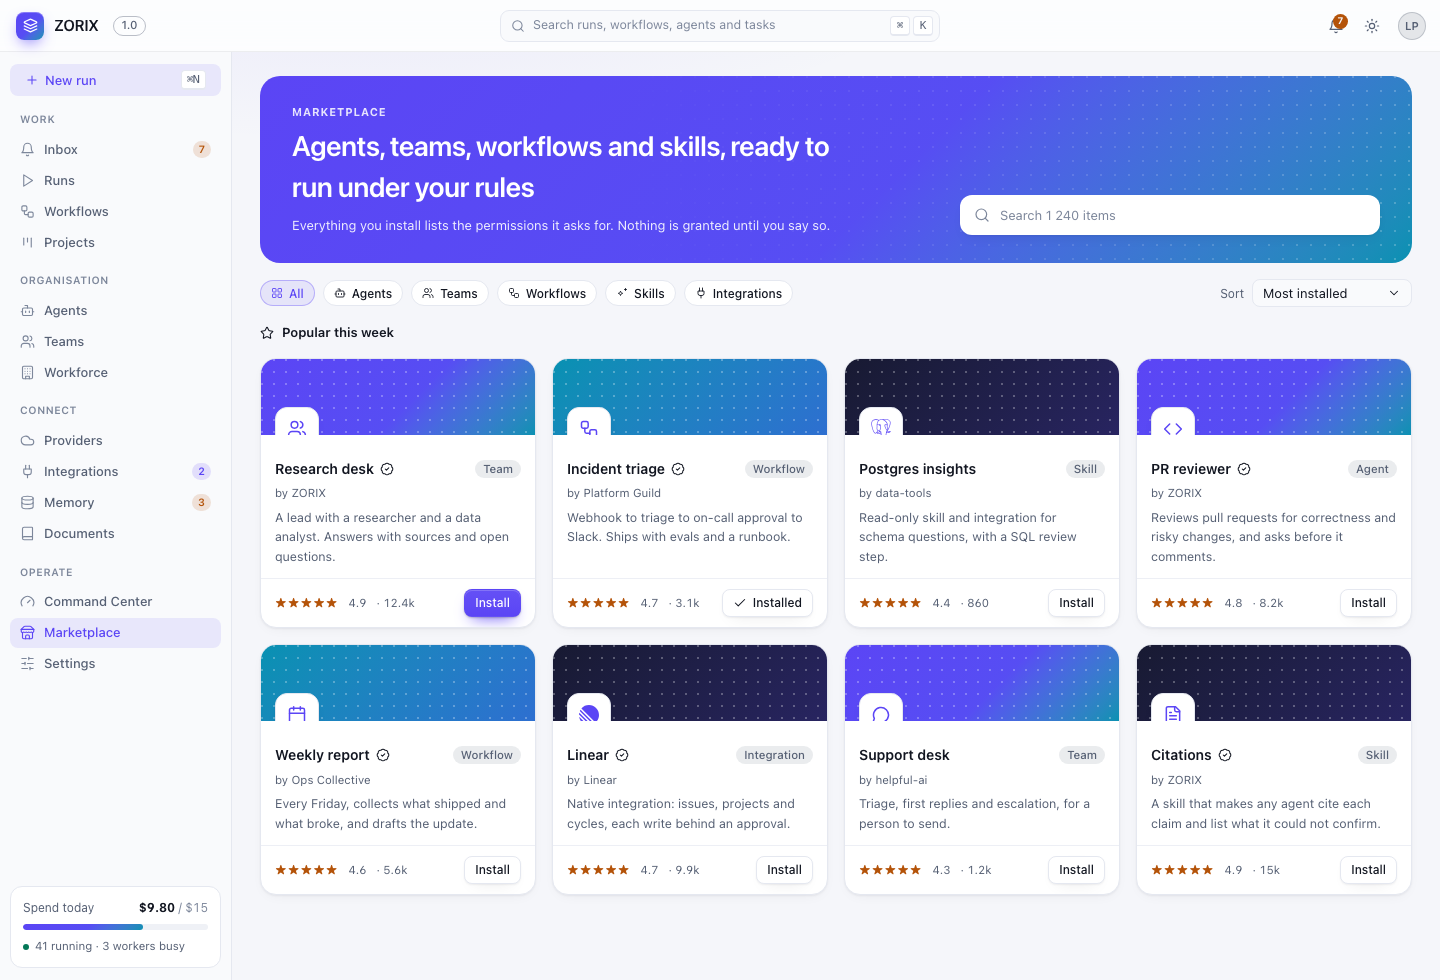 ZORIX
1.0
Search runs, workflows, agents and tasks
⌘ K
7
LP
New run
⌘N
WORK
Inbox
7
Runs
Workflows
Projects
ORGANISATION
Agents
Teams
Workforce
CONNECT
Providers
Integrations
2
Memory
3
Documents
OPERATE
Command Center
Marketplace
Settings
Spend today
$9.80 / $15
41 running · 3 workers busy
MARKETPLACE
Agents, teams, workflows and skills, ready to
run under your rules
Everything you install lists the permissions it asks for. Nothing is granted until you say so.
Search 1 240 items
All
Agents
Teams
Workflows
Skills
Integrations
Sort
Most installed
Popular this week
Research desk
Team
by ZORIX
A lead with a researcher and a data
analyst. Answers with sources and open
questions.
4.9 · 12.4k
Install
Incident triage
Workflow
by Platform Guild
Webhook to triage to on-call approval to
Slack. Ships with evals and a runbook.
4.7 · 3.1k
Installed
Postgres insights
Skill
by data-tools
Read-only skill and integration for
schema questions, with a SQL review
step.
4.4 · 860
Install
PR reviewer
Agent
by ZORIX
Reviews pull requests for correctness and
risky changes, and asks before it
comments.
4.8 · 8.2k
Install
Weekly report
Workflow
by Ops Collective
Every Friday, collects what shipped and
what broke, and drafts the update.
4.6 · 5.6k
Install
Linear
Integration
by Linear
Native integration: issues, projects and
cycles, each write behind an approval.
4.7 · 9.9k
Install
Support desk
Team
by helpful-ai
Triage, first replies and escalation, for a
person to send.
4.3 · 1.2k
Install
Citations
Skill
by ZORIX
A skill that makes any agent cite each
claim and list what it could not confirm.
4.9 · 15k
Install